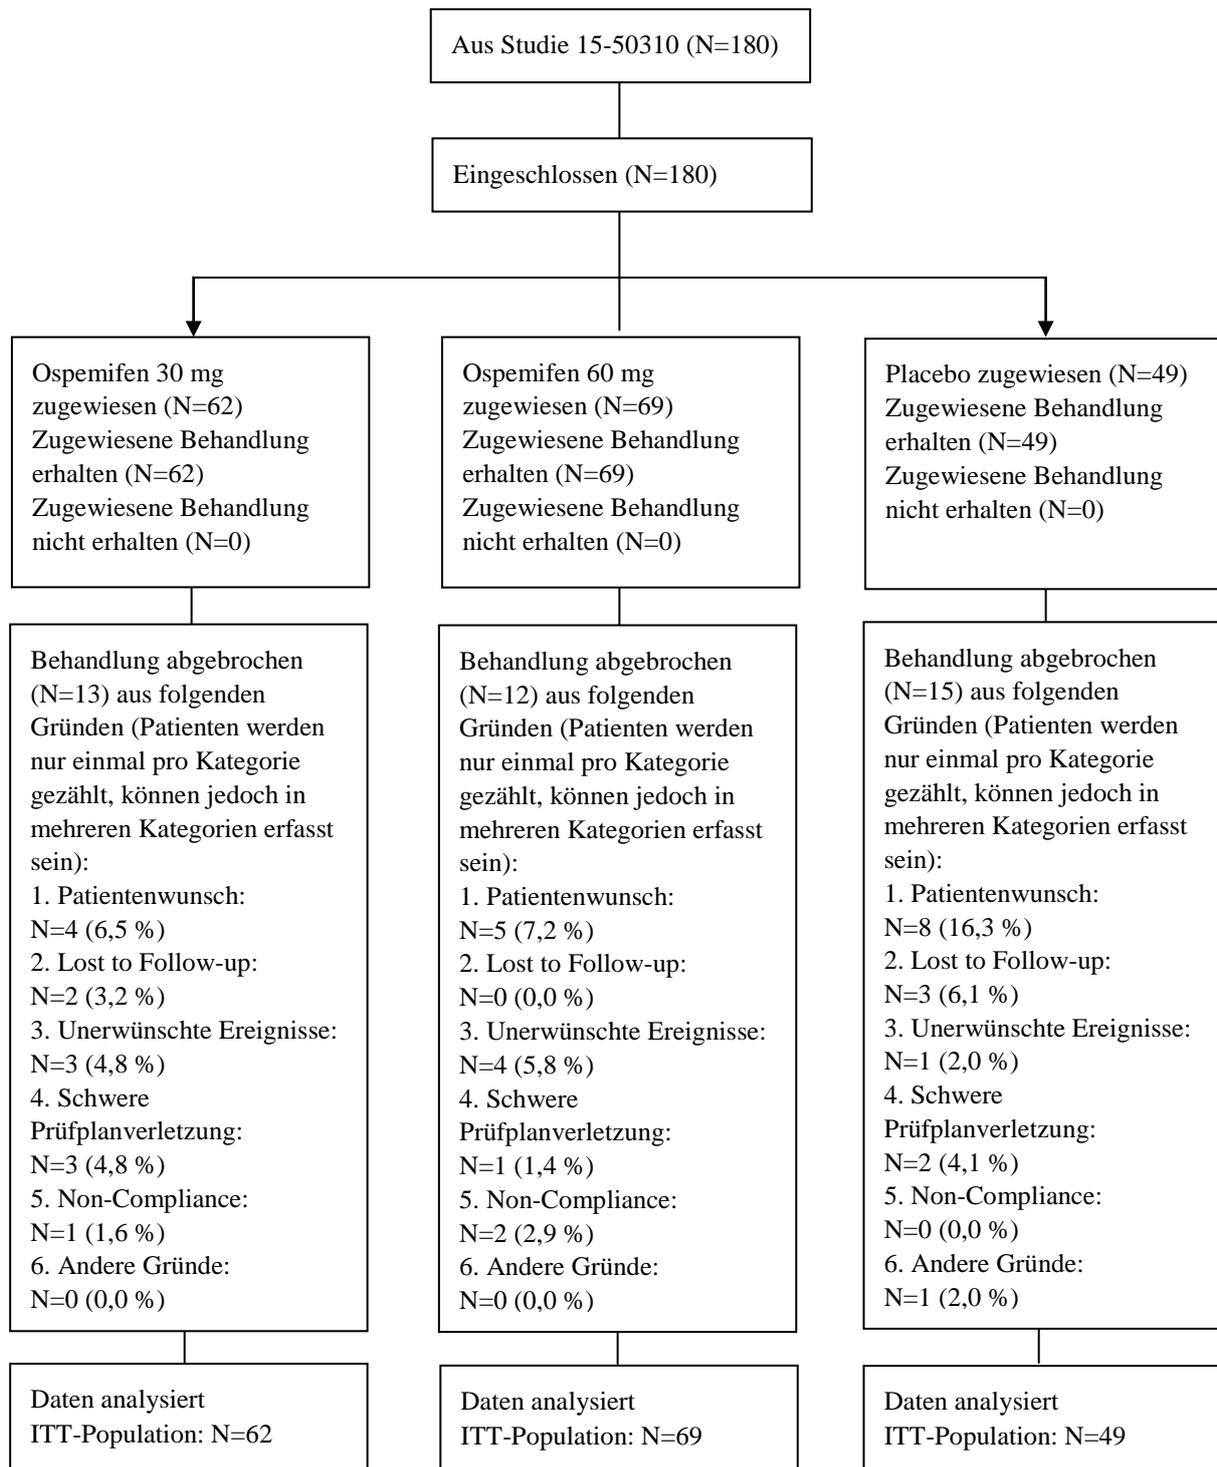 Aus Studie 15-50310 (N=180)
Eingeschlossen (N=180)
Ospemifen 30 mg
zugewiesen (N=62)
Zugewiesene Behandlung
erhalten (N=62)
Zugewiesene Behandlung
nicht erhalten (N=0)
Ospemifen 60 mg
zugewiesen (N=69)
Zugewiesene Behandlung
erhalten (N=69)
Zugewiesene Behandlung
nicht erhalten (N=0)
Placebo zugewiesen (N=49)
Zugewiesene Behandlung
erhalten (N=49)
Zugewiesene Behandlung
nicht erhalten (N=0)
Behandlung abgebrochen
(N=13) aus folgenden
Gründen (Patienten werden
nur einmal pro Kategorie
gezählt, können jedoch in
mehreren Kategorien erfasst
sein):
1. Patientenwunsch:
N=4 (6,5 %)
2. Lost to Follow-up:
N=2 (3,2 %)
3. Unerwünschte Ereignisse:
N=3 (4,8 %)
4. Schwere
Prüfplanverletzung:
N=3 (4,8 %)
5. Non-Compliance:
N=1 (1,6 %)
6. Andere Gründe:
N=0 (0,0 %)
Behandlung abgebrochen
(N=12) aus folgenden
Gründen (Patienten werden
nur einmal pro Kategorie
gezählt, können jedoch in
mehreren Kategorien erfasst
sein):
1. Patientenwunsch:
N=5 (7,2 %)
2. Lost to Follow-up:
N=0 (0,0 %)
3. Unerwünschte Ereignisse:
N=4 (5,8 %)
4. Schwere
Prüfplanverletzung:
N=1 (1,4 %)
5. Non-Compliance:
N=2 (2,9 %)
6. Andere Gründe:
N=0 (0,0 %)
Behandlung abgebrochen
(N=15) aus folgenden
Gründen (Patienten werden
nur einmal pro Kategorie
gezählt, können jedoch in
mehreren Kategorien erfasst
sein):
1. Patientenwunsch:
N=8 (16,3 %)
2. Lost to Follow-up:
N=3 (6,1 %)
3. Unerwünschte Ereignisse:
N=1 (2,0 %)
4. Schwere
Prüfplanverletzung:
N=2 (4,1 %)
5. Non-Compliance:
N=0 (0,0 %)
6. Andere Gründe:
N=1 (2,0 %)
Daten analysiert
ITT-Population: N=62
Daten analysiert
ITT-Population: N=69
Daten analysiert
ITT-Population: N=49